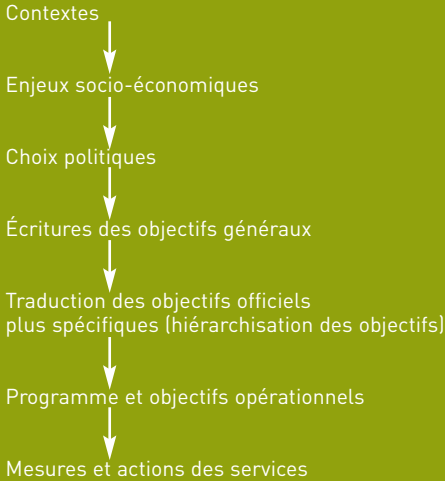 Contextes
Enjeux socio-économiques
Choix politiques
Écritures des objectifs généraux
Traduction des objectifs officiels
plus spécifiques (hiérarchisation des objectifs)
Programme et objectifs opérationnels
Mesures et actions des services